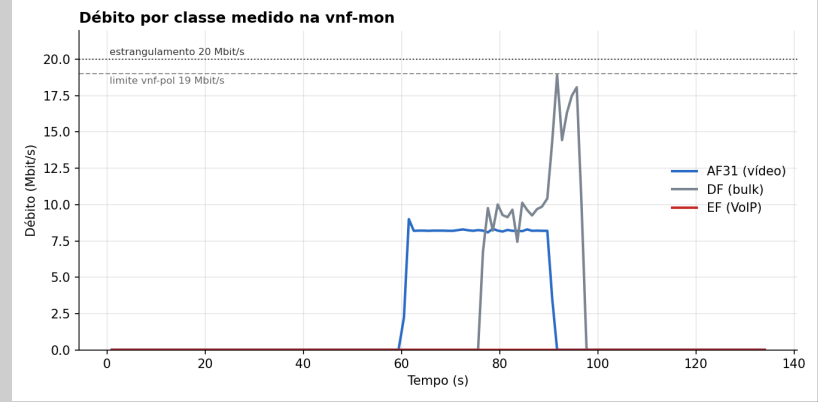 Débito por classe medido na vnf-mon
estrangulamento 20 Mbit/s
limite vnf-pol 19 Mbit/s
20.0
17.5
15.0
12.5
10.0
7.5
5.0
2.5
0.0
Débito (Mbit/s)
AF31 (vídeo)
DF (bulk)
EF (VoIP)
0 20 40 60 80 100 120 140
Tempo (s)